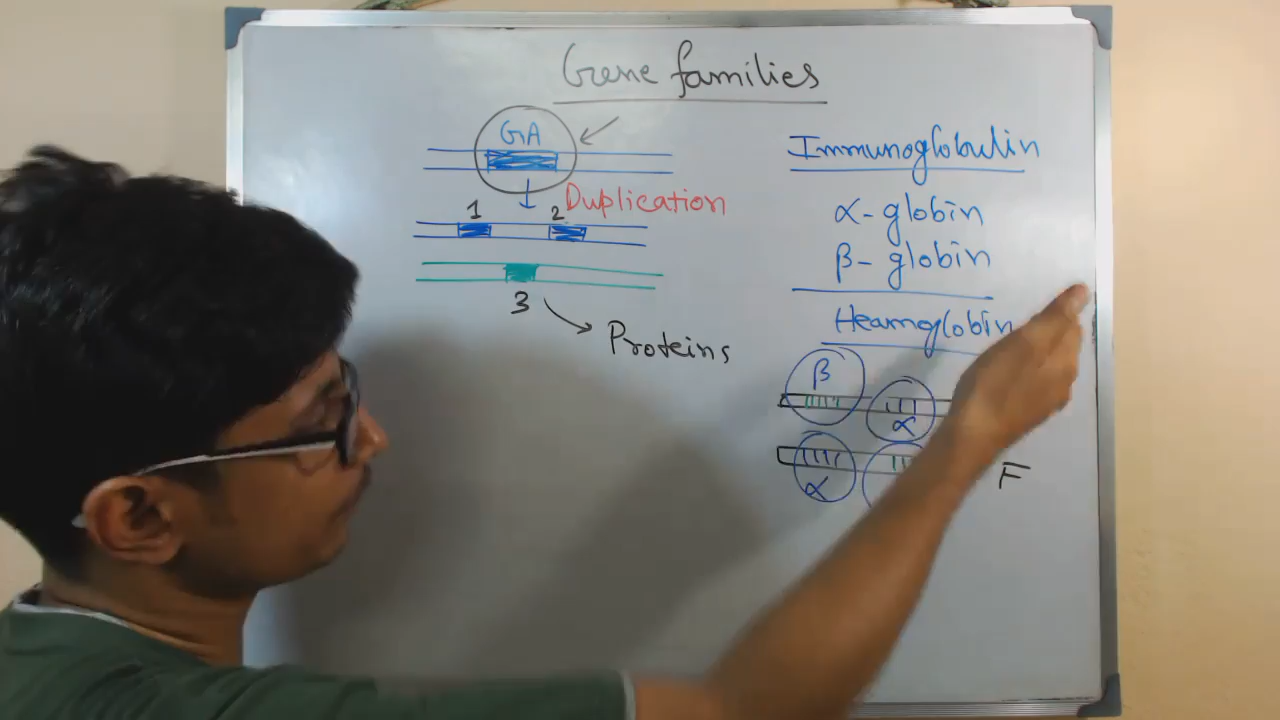 Gene families
GA
Duplication
1 2
3
Proteins
Immunoglobulin
α-globin
β-globin
Heamoglobin
β
α
α
F